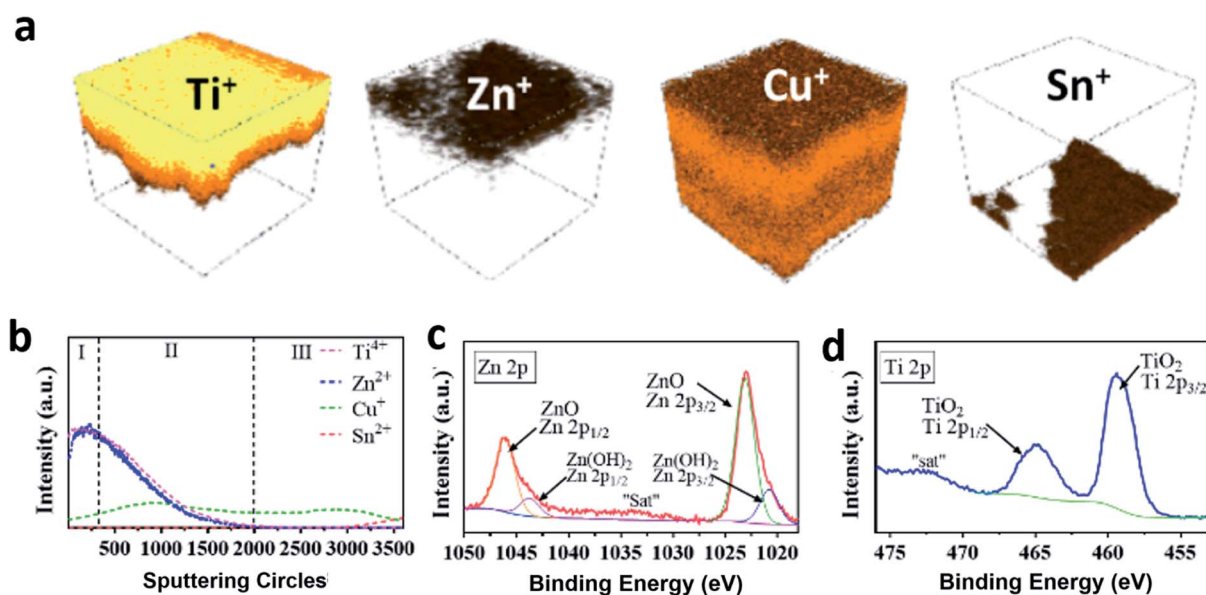 a
Ti⁺
Zn⁺
Cu⁺
Sn⁺
b
I
II
III
Ti⁴⁺
Zn²⁺
Cu⁺
Sn²⁺
Intensity (a.u.)
500 1000 1500 2000 2500 3000 3500
Sputtering Circles
c
Zn 2p
ZnO
Zn 2p₁/₂
Zn(OH)₂
Zn 2p₁/₂
"Sat"
ZnO
Zn 2p₃/₂
Zn(OH)₂
Zn 2p₃/₂
Intensity (a.u.)
1050 1045 1040 1035 1030 1025 1020
Binding Energy (eV)
d
Ti 2p
TiO₂
Ti 2p₁/₂
"sat"
TiO₂
Ti 2p₃/₂
Intensity (a.u.)
475 470 465 460 455
Binding Energy (eV)